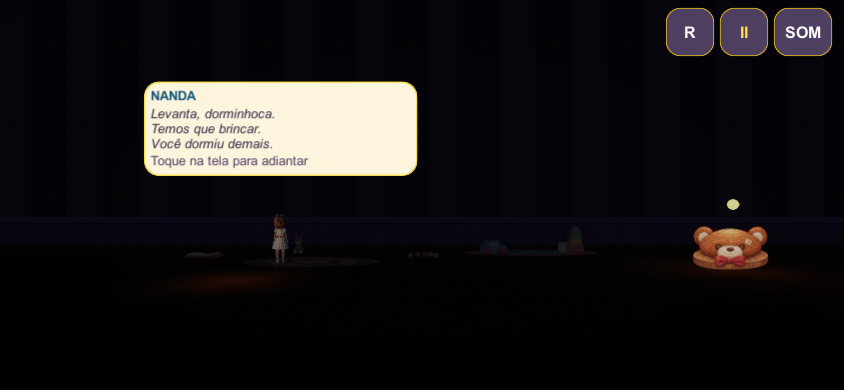 R
II
SOM
NANDA
Levanta, dorminhoca.
Temos que brincar.
Você dormiu demais.
Toque na tela para adiantar